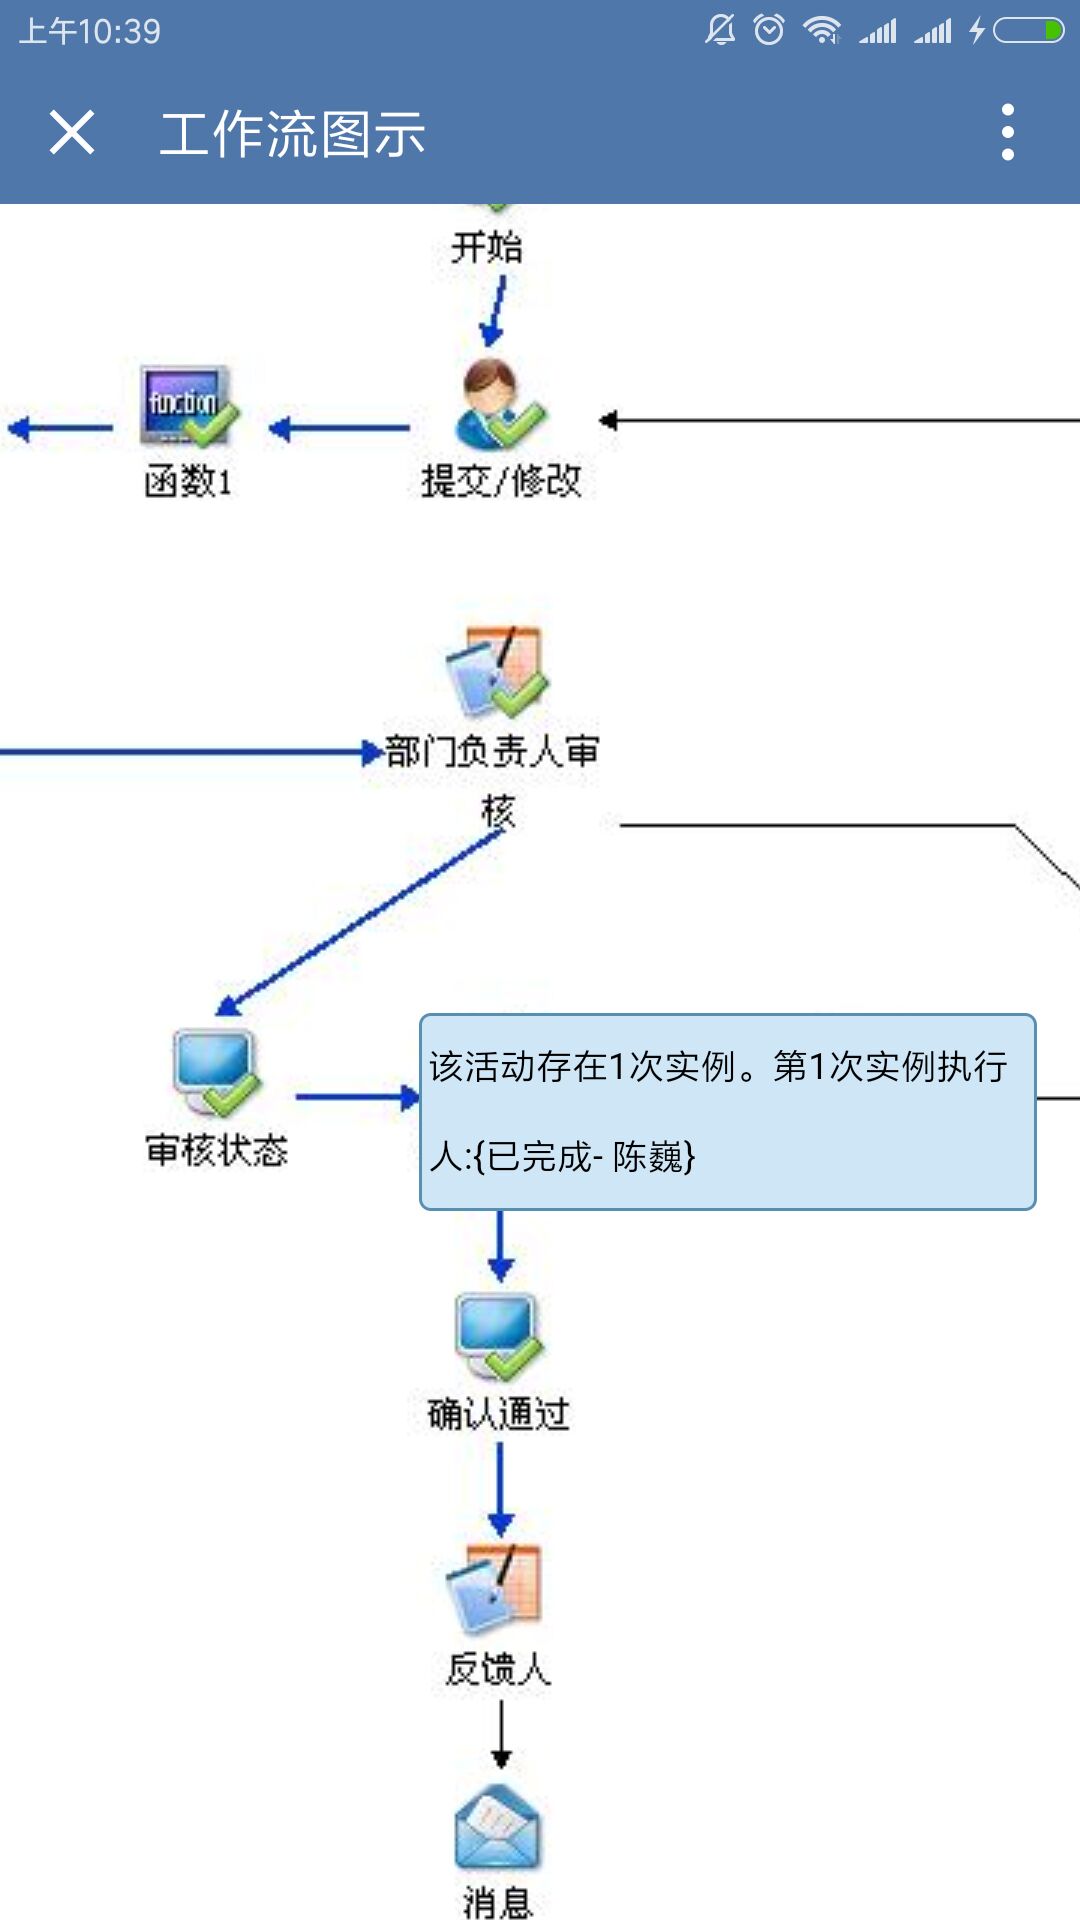 上午10:39
工作流图示
开始
function
函数1
提交/修改
部门负责人审
核
审核状态
该活动存在1次实例。第1次实例执行
人:{已完成- 陈巍}
确认通过
反馈人
消息